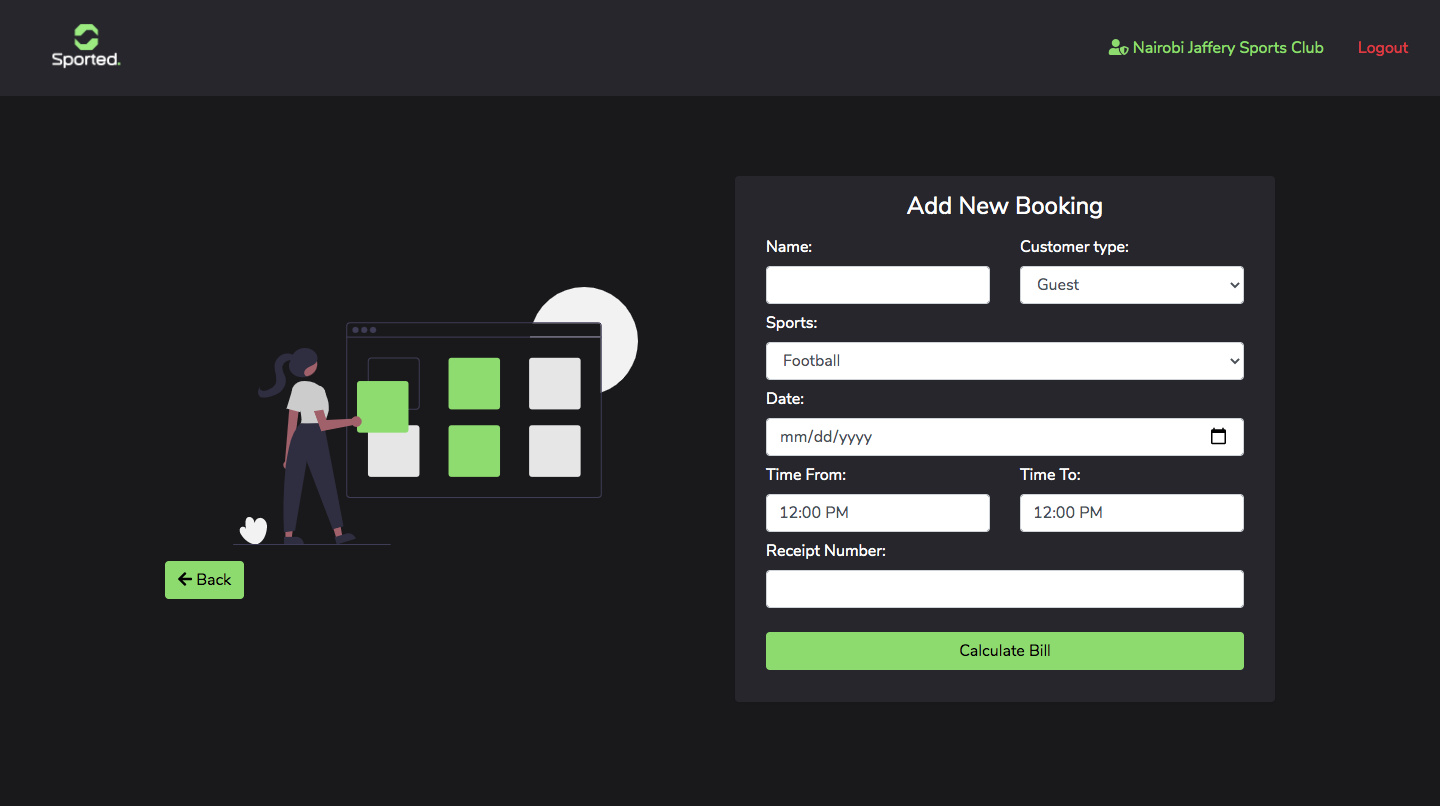 Sported.
Nairobi Jaffery Sports Club
Logout
Add New Booking
Name:
Customer type:
Guest
Sports:
Football
Date:
mm/dd/yyyy
Time From:
Time To:
12:00 PM
12:00 PM
Receipt Number:
Calculate Bill
Back